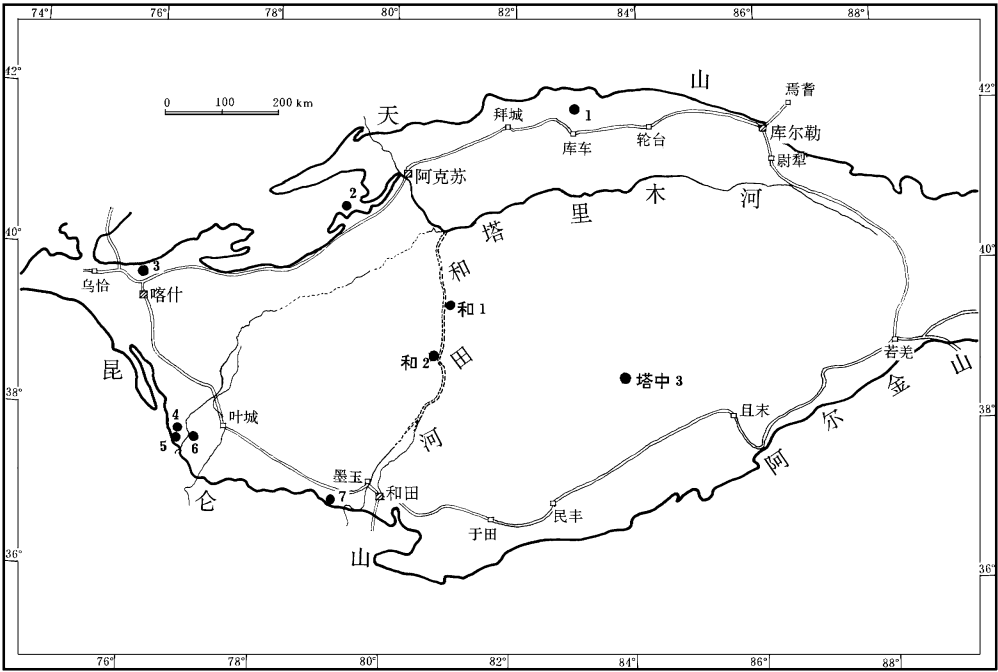 74° 76° 78° 80° 82° 84° 86° 88°
42°
42°
0 100 200 km
天
山
焉耆
1
拜城
库车
轮台
库尔勒
尉犁
阿克苏
2
塔里木河
40°
40°
3
乌恰
喀什
和田河
和1
和2
塔中3
若羌
昆仑山
阿尔金山
38°
38°
4
5
6
叶城
且末
墨玉
7
和田
于田
民丰
36°
36°
76° 78° 80° 82° 84° 86° 88°